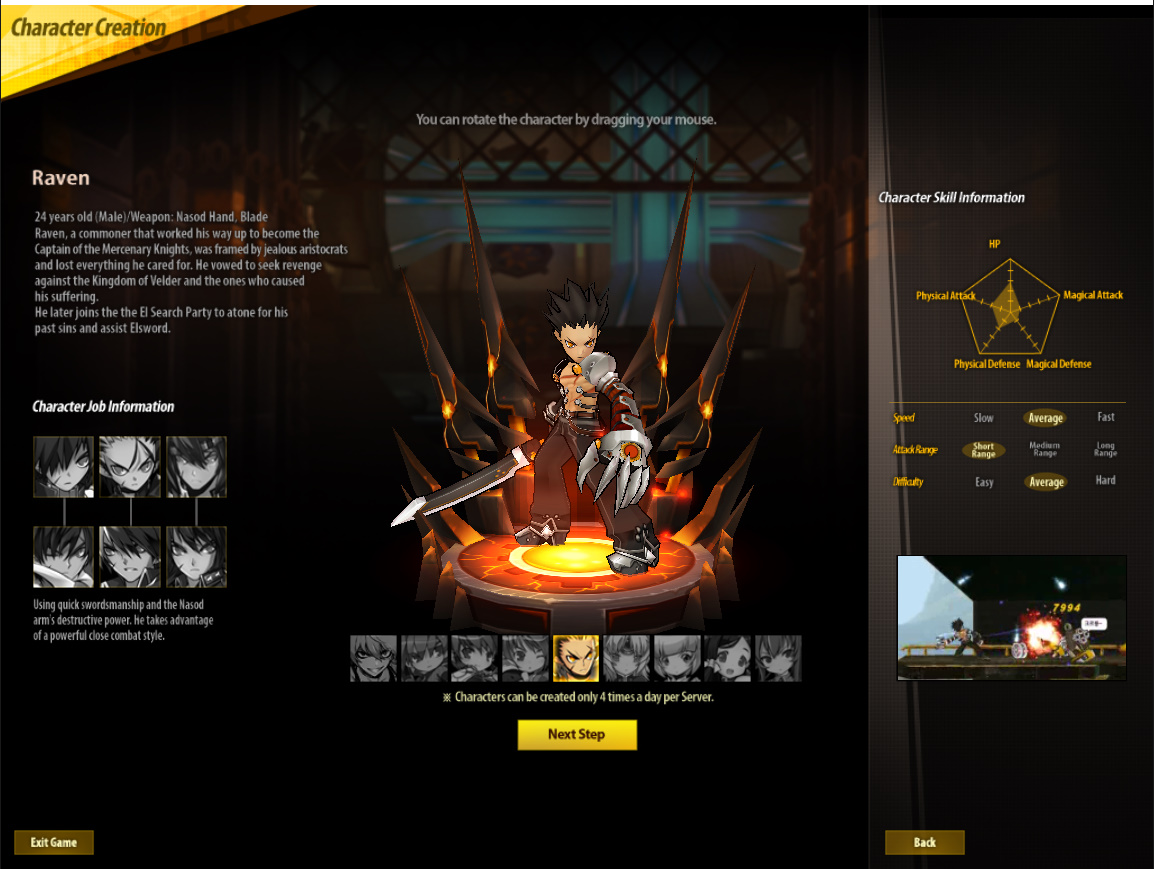 Character Creation
You can rotate the character by dragging your mouse.
Raven
24 years old (Male)/Weapon: Nasod Hand, Blade
Raven, a commoner that worked his way up to become the
Captain of the Mercenary Knights, was framed by jealous aristocrats
and lost everything he cared for. He vowed to seek revenge
against the Kingdom of Velder and the ones who caused
his suffering.
He later joins the the El Search Party to atone for his
past sins and assist Elsword.
Character Job Information
Using quick swordsmanship and the Nasod
arm's destructive power. He takes advantage
of a powerful close combat style.
※ Characters can be created only 4 times a day per Server.
Next Step
Exit Game
Character Skill Information
HP
Physical Attack
Magical Attack
Physical Defense
Magical Defense
Speed
Slow
Average
Fast
Attack Range
Short
Range
Medium
Range
Long
Range
Difficulty
Easy
Average
Hard
7994
Back